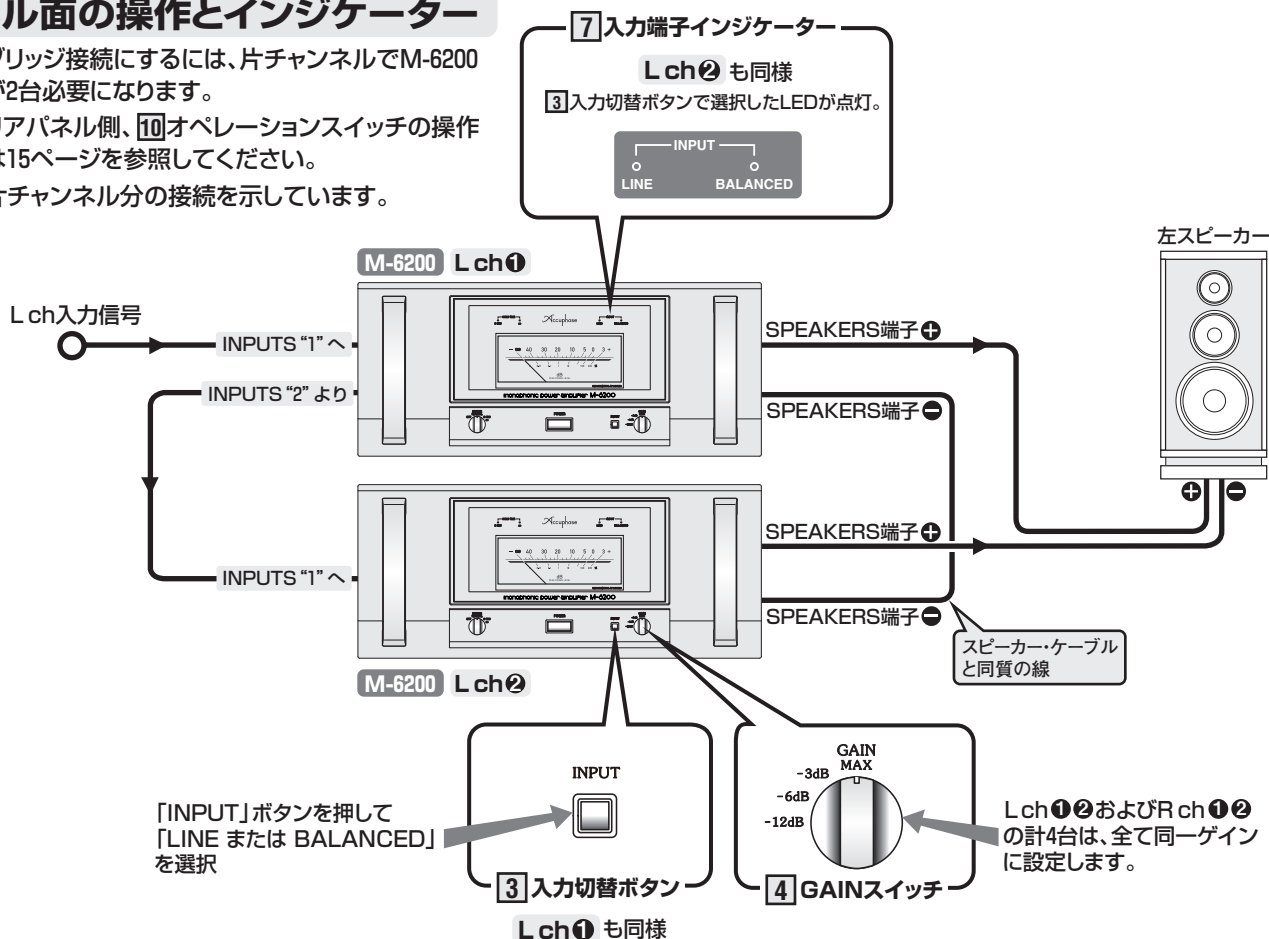 ル面の操作とインジケーター
ブリッジ接続にするには、片チャンネルでM-6200
が2台必要になります。
リアパネル側、10オペレーションスイッチの操作
は15ページを参照してください。
片チャンネル分の接続を示しています。
7 入力端子インジケーター
L ch❷ も同様
3入力切替ボタンで選択したLEDが点灯。
INPUT
LINE BALANCED
左スピーカー
M-6200 L ch❶
L ch入力信号
INPUTS “1” へ
INPUTS “2” より
Accuphase
monophonic power amplifier M-6200
POWER
SPEAKERS端子➕
SPEAKERS端子➖
➕ ➖
Accuphase
monophonic power amplifier M-6200
POWER
INPUTS “1” へ
SPEAKERS端子➕
SPEAKERS端子➖
スピーカー・ケーブル
と同質の線
M-6200 L ch❷
INPUT
「INPUT」ボタンを押して
「LINE または BALANCED」
を選択
3 入力切替ボタン
L ch❶ も同様
GAIN
MAX
-3dB
-6dB
-12dB
4 GAINスイッチ
L ch❶❷およびR ch❶❷
の計4台は、全て同一ゲイン
に設定します。